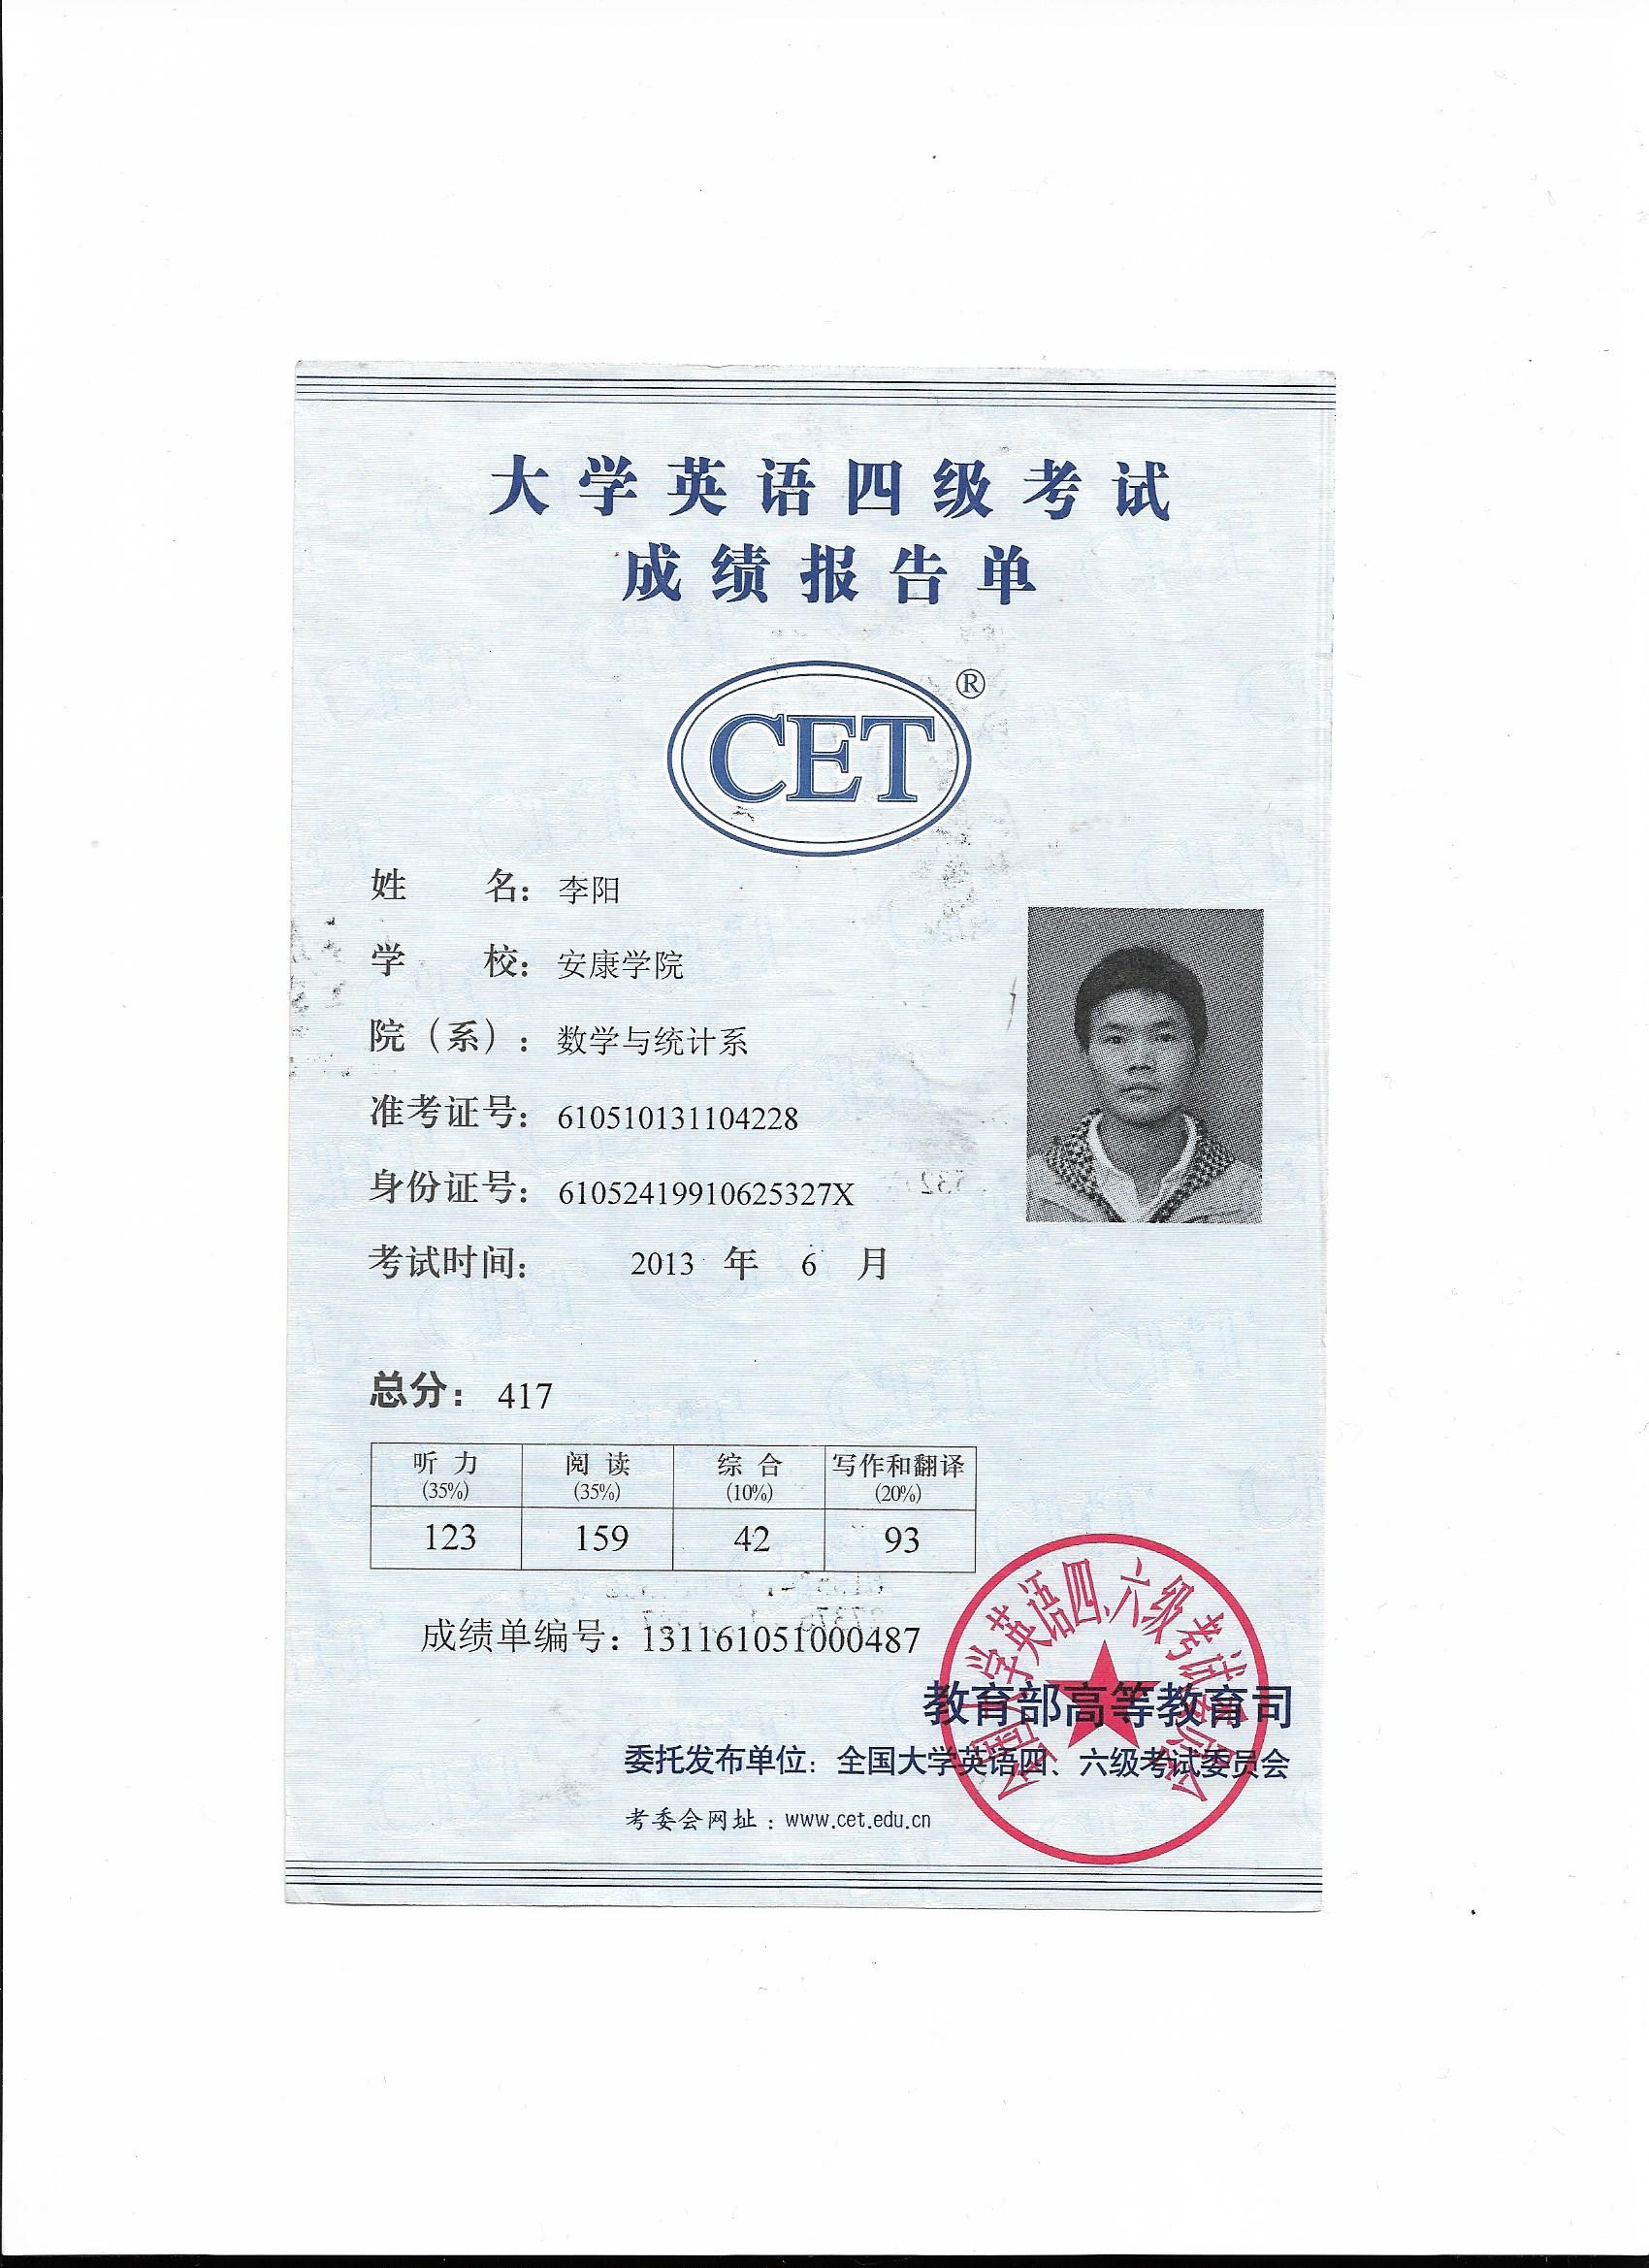 大学英语四级考试
成绩报告单
CET®
姓 名：李阳
学 校：安康学院
院（系）：数学与统计系
准考证号：610510131104228
身份证号：61052419910625327X
考试时间： 2013 年 6 月
总分：417
听力 阅读 综合 写作和翻译
(35%) (35%) (10%) (20%)
123 159 42 93
成绩单编号：131161051000487
全国大学英语四、六级考试委员会
教育部高等教育司
委托发布单位：全国大学英语四、六级考试委员会
考委会网址：www.cet.edu.cn